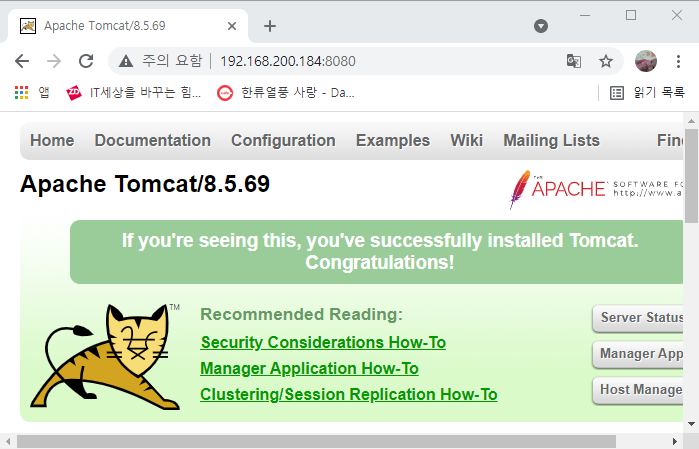 Apache Tomcat/8.5.69
주의 요함 192.168.200.184:8080
앱 IT세상을 바꾸는 힘... 한류열풍 사랑 - Da... 읽기 목록
Home Documentation Configuration Examples Wiki Mailing Lists Find
Apache Tomcat/8.5.69
THE
APACHE SOFTWARE FO
http://www.a
If you're seeing this, you've successfully installed Tomcat.
Congratulations!
TM
Recommended Reading:
Security Considerations How-To
Manager Application How-To
Clustering/Session Replication How-To
Server Status
Manager App
Host Manage